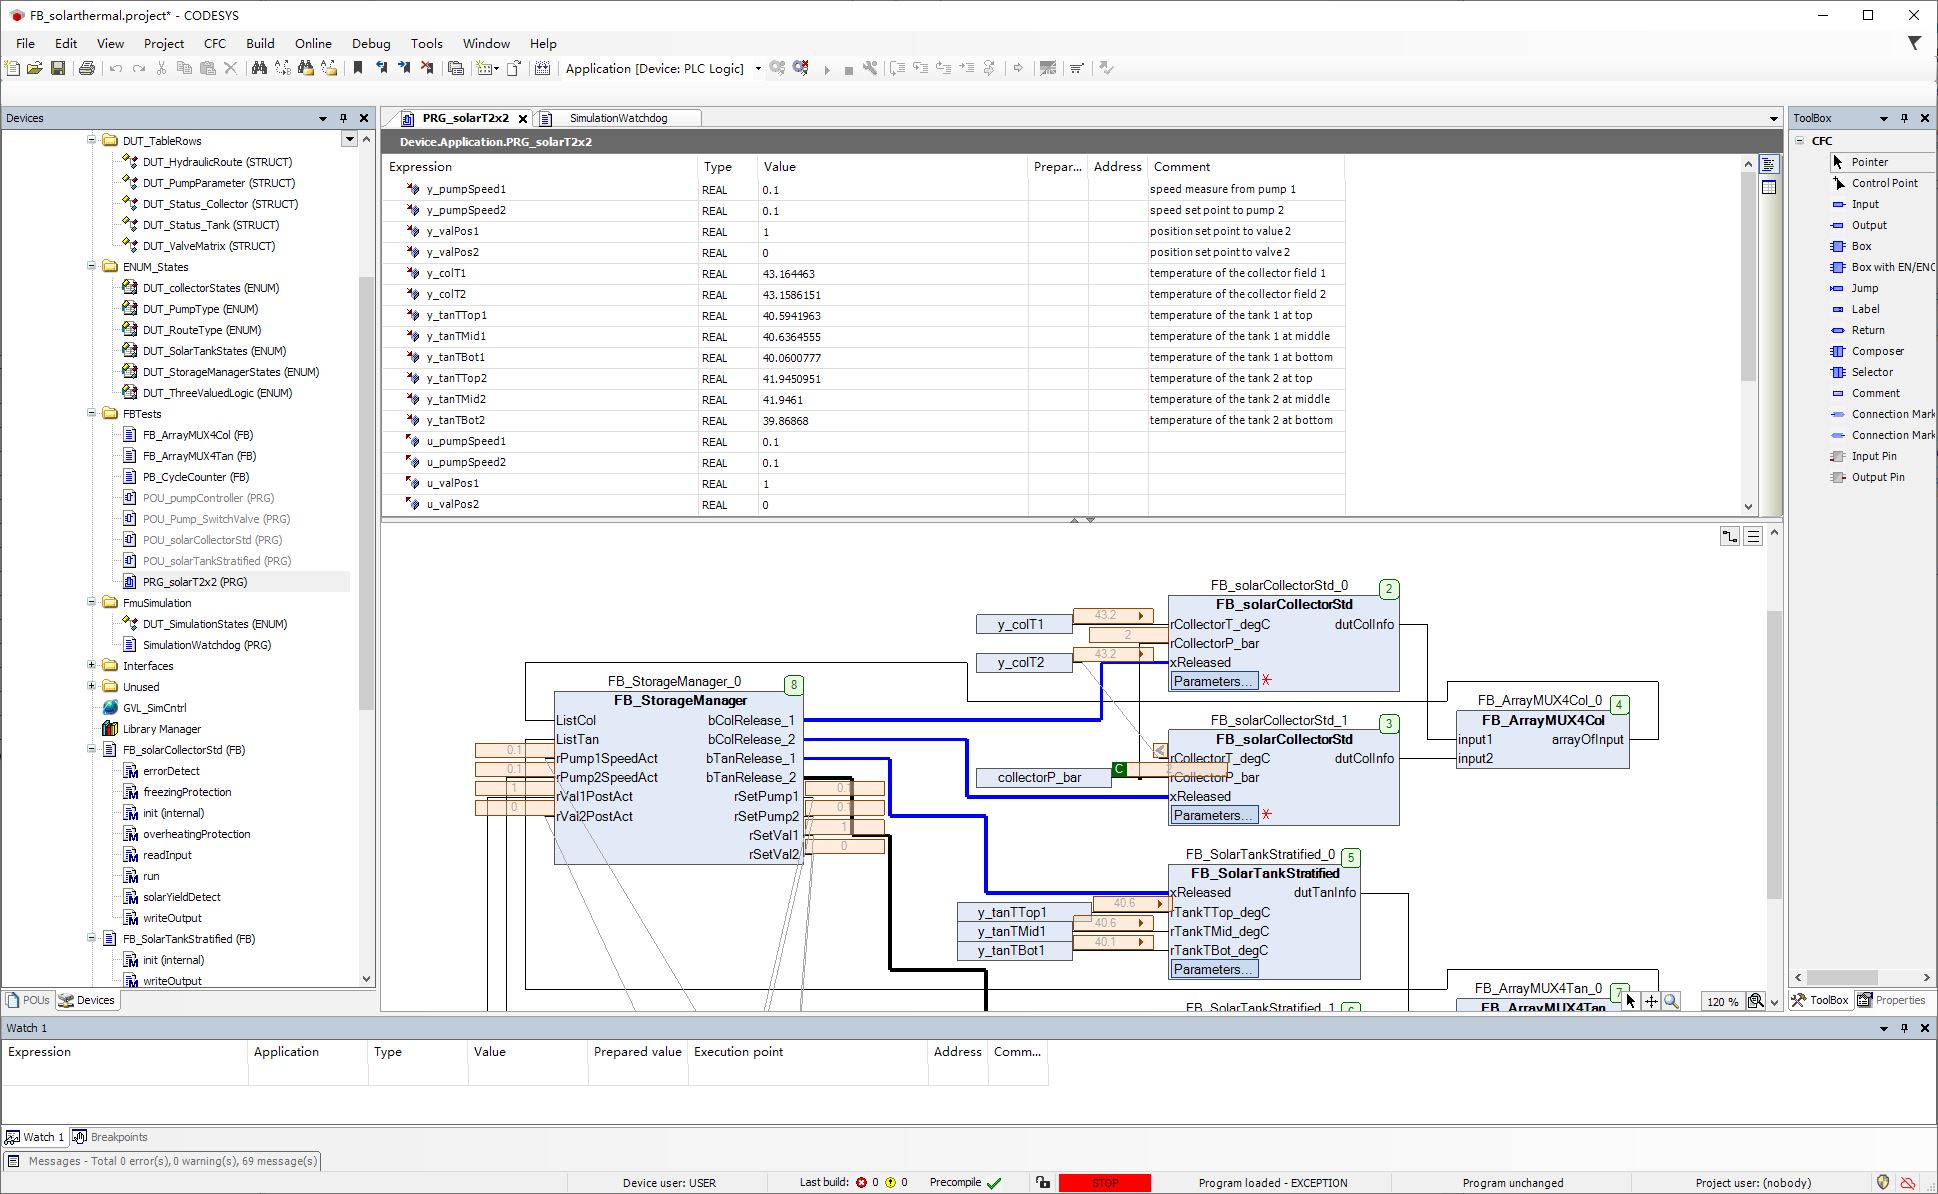 FB_solarthermal.project* - CODESYS
File Edit View Project CFC Build Online Debug Tools Window Help
Application [Device: PLC Logic]
Devices
DUT_TableRows
DUT_HydraulicRoute (STRUCT)
DUT_PumpParameter (STRUCT)
DUT_Status_Collector (STRUCT)
DUT_Status_Tank (STRUCT)
DUT_ValveMatrix (STRUCT)
ENUM_States
DUT_collectorStates (ENUM)
DUT_PumpType (ENUM)
DUT_RouteType (ENUM)
DUT_SolarTankStates (ENUM)
DUT_StorageManagerStates (ENUM)
DUT_ThreeValuedLogic (ENUM)
FBTests
FB_ArrayMUX4Col (FB)
FB_ArrayMUX4Tan (FB)
PB_CycleCounter (FB)
POU_pumpController (PRG)
POU_Pump_SwitchValve (PRG)
POU_solarCollectorStd (PRG)
POU_solarTankStratified (PRG)
PRG_solarT2x2 (PRG)
FmuSimulation
DUT_SimulationStates (ENUM)
SimulationWatchdog (PRG)
Interfaces
Unused
GVL_SimCntrl
Library Manager
FB_solarCollectorStd (FB)
errorDetect
freezingProtection
init (internal)
overheatingProtection
readInput
run
solarYieldDetect
writeOutput
FB_SolarTankStratified (FB)
init (internal)
writeOutput
POUs Devices
PRG_solarT2x2 SimulationWatchdog
Device.Application.PRG_solarT2x2
Expression Type Value Prepar... Address Comment
y_pumpSpeed1 REAL 0.1 speed measure from pump 1
y_pumpSpeed2 REAL 0.1 speed set point to pump 2
y_valPos1 REAL 1 position set point to value 2
y_valPos2 REAL 0 position set point to valve 2
y_colT1 REAL 43.164463 temperature of the collector field 1
y_colT2 REAL 43.1586151 temperature of the collector field 2
y_tanTTop1 REAL 40.5941963 temperature of the tank 1 at top
y_tanTMid1 REAL 40.6364555 temperature of the tank 1 at middle
y_tanTBot1 REAL 40.0600777 temperature of the tank 1 at bottom
y_tanTTop2 REAL 41.9450951 temperature of the tank 2 at top
y_tanTMid2 REAL 41.9461 temperature of the tank 2 at middle
y_tanTBot2 REAL 39.86868 temperature of the tank 2 at bottom
u_pumpSpeed1 REAL 0.1
u_pumpSpeed2 REAL 0.1
u_valPos1 REAL 1
u_valPos2 REAL 0
FB_StorageManager_0
8
FB_StorageManager
ListCol bColRelease_1
ListTan bColRelease_2
0.1 rPump1SpeedAct bTanRelease_1
0.1 rPump2SpeedAct bTanRelease_2
1 rVal1PostAct rSetPump1 0.1
0 rVal2PostAct rSetPump2 0.1
rSetVal1 1
rSetVal2 0
FB_solarCollectorStd_0
2
FB_solarCollectorStd
y_colT1 43.2 rCollectorT_degC dutColInfo
2 rCollectorP_bar
y_colT2 43.2 xReleased
Parameters...
FB_solarCollectorStd_1
3
FB_solarCollectorStd
rCollectorT_degC dutColInfo
collectorP_bar C 2 rCollectorP_bar
xReleased
Parameters...
FB_ArrayMUX4Col_0
4
FB_ArrayMUX4Col
input1 arrayOfInput
input2
FB_SolarTankStratified_0
5
FB_SolarTankStratified
xReleased dutTanInfo
y_tanTTop1 40.6 rTankTTop_degC
y_tanTMid1 40.6 rTankTMid_degC
y_tanTBot1 40.1 rTankTBot_degC
Parameters...
FB_SolarTankStratified_1
FB_ArrayMUX4Tan_0
7
FB_ArrayMUX4Tan
120 %
ToolBox
CFC
Pointer
Control Point
Input
Output
Box
Box with EN/ENC
Jump
Label
Return
Composer
Selector
Comment
Connection Mark
Connection Mark
Input Pin
Output Pin
ToolBox Properties
Watch 1
Expression Application Type Value Prepared value Execution point Address Comm...
Watch 1 Breakpoints
Messages - Total 0 error(s), 0 warning(s), 69 message(s)
Device user: USER Last build: 0 0 Precompile STOP Program loaded - EXCEPTION Program unchanged Project user: (nobody)